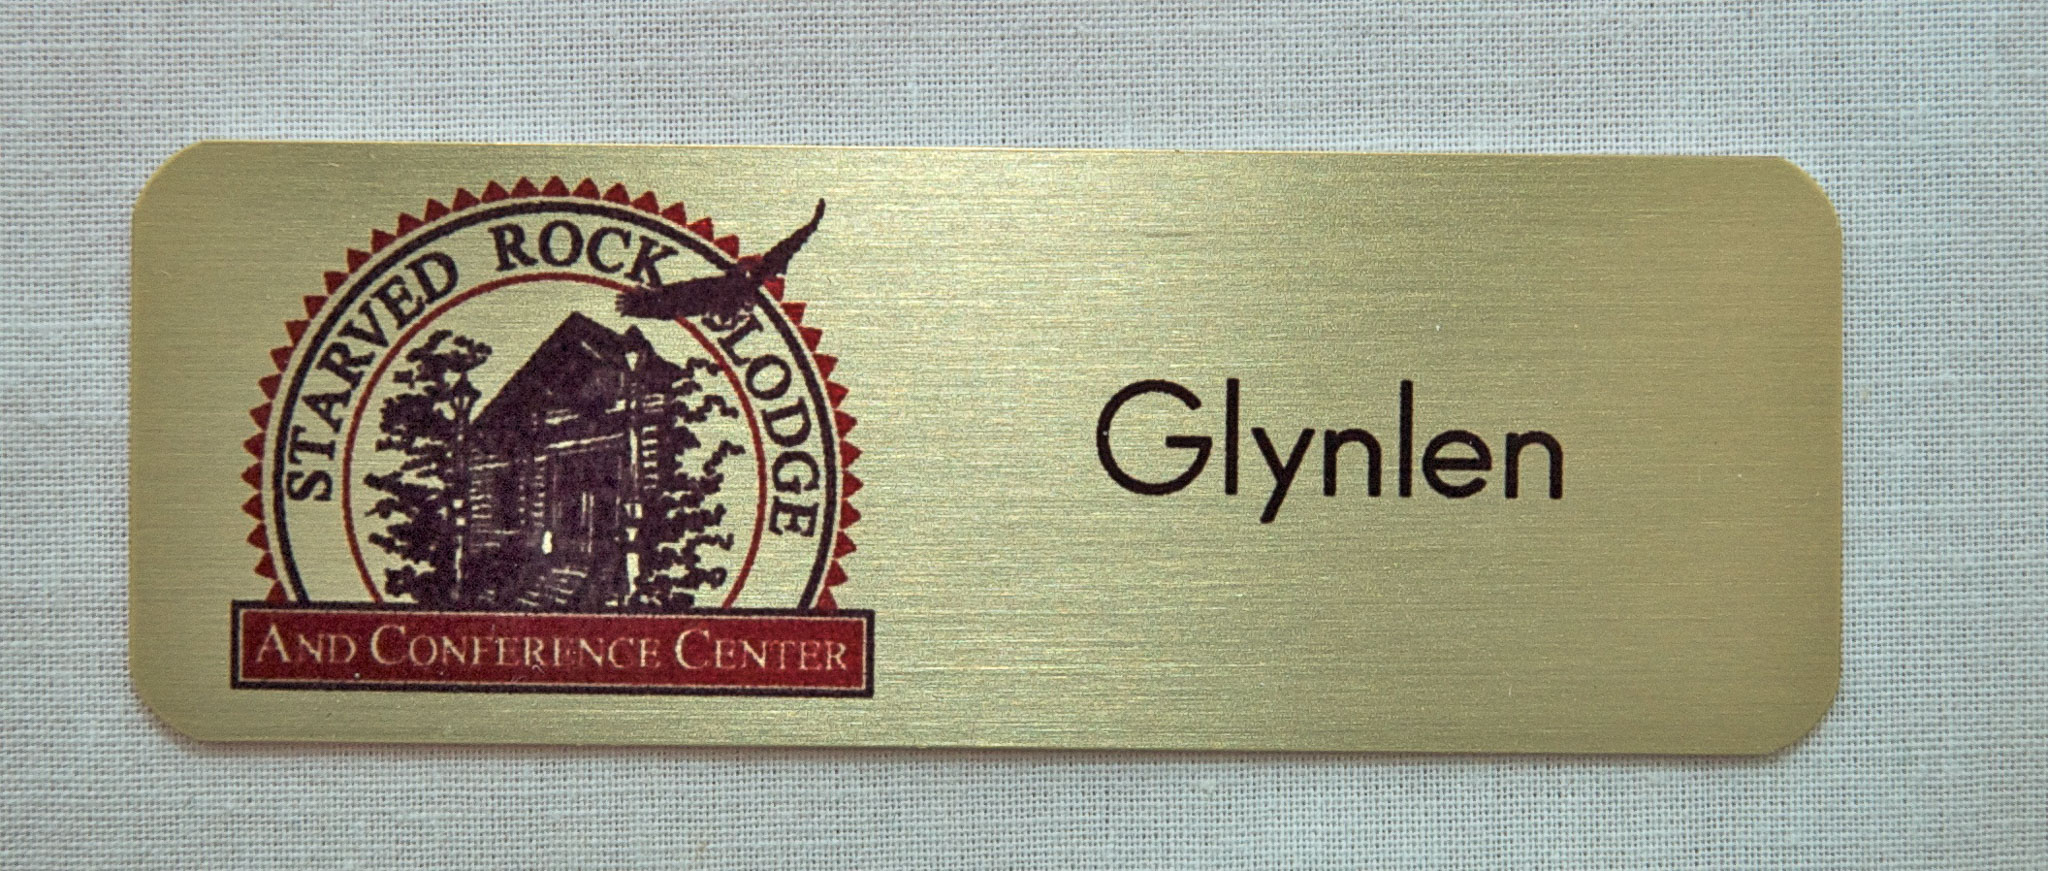 STARVED ROCK LODGE
AND CONFERENCE CENTER
Glynlen